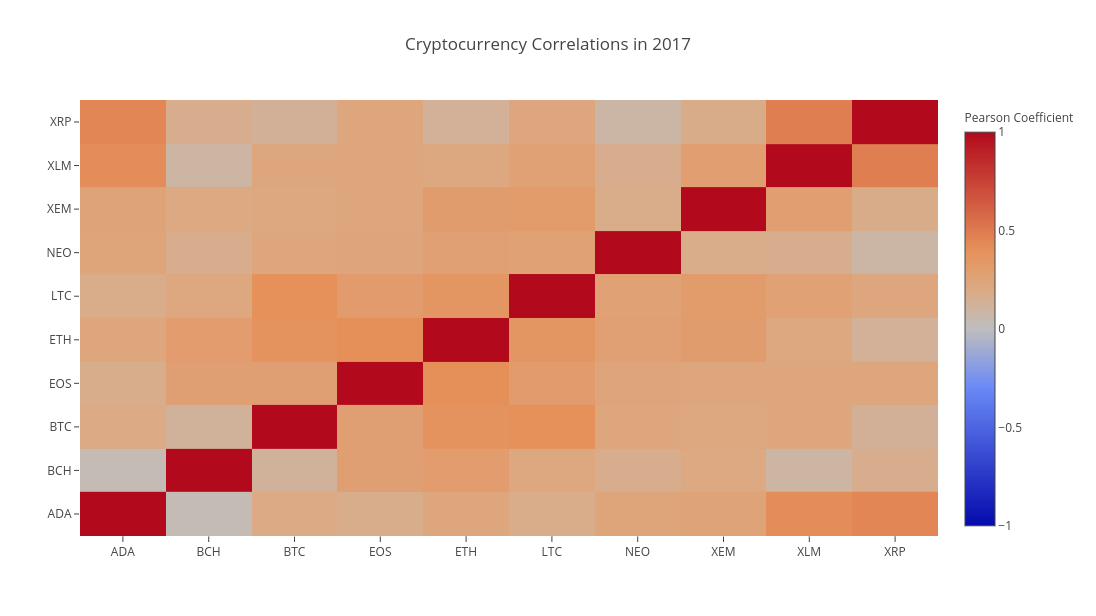 Cryptocurrency Correlations in 2017
Pearson Coefficient
XRP
XLM
XEM
NEO
LTC
ETH
EOS
BTC
BCH
ADA
ADA BCH BTC EOS ETH LTC NEO XEM XLM XRP
1
0.5
0
−0.5
−1